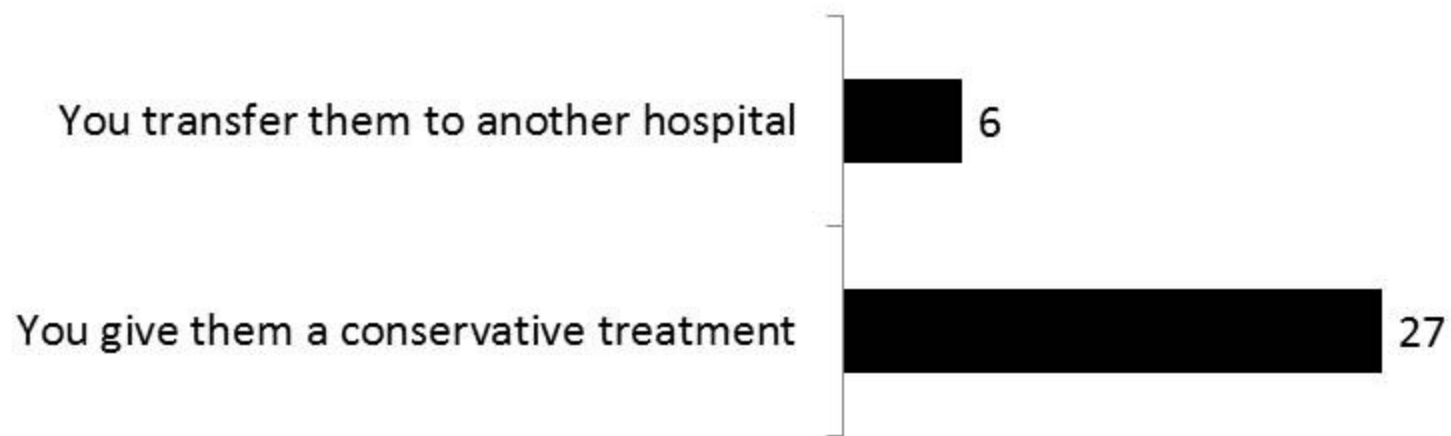 You transfer them to another hospital 6
You give them a conservative treatment 27